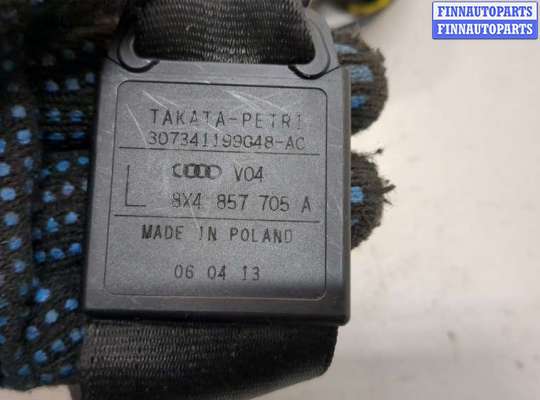 FINNAUTOPARTS
FINNAUTOPARTS
TAKATA-PETRI
307341199G48-AC
V04
L 8X4 857 705 A
MADE IN POLAND
06 04 13